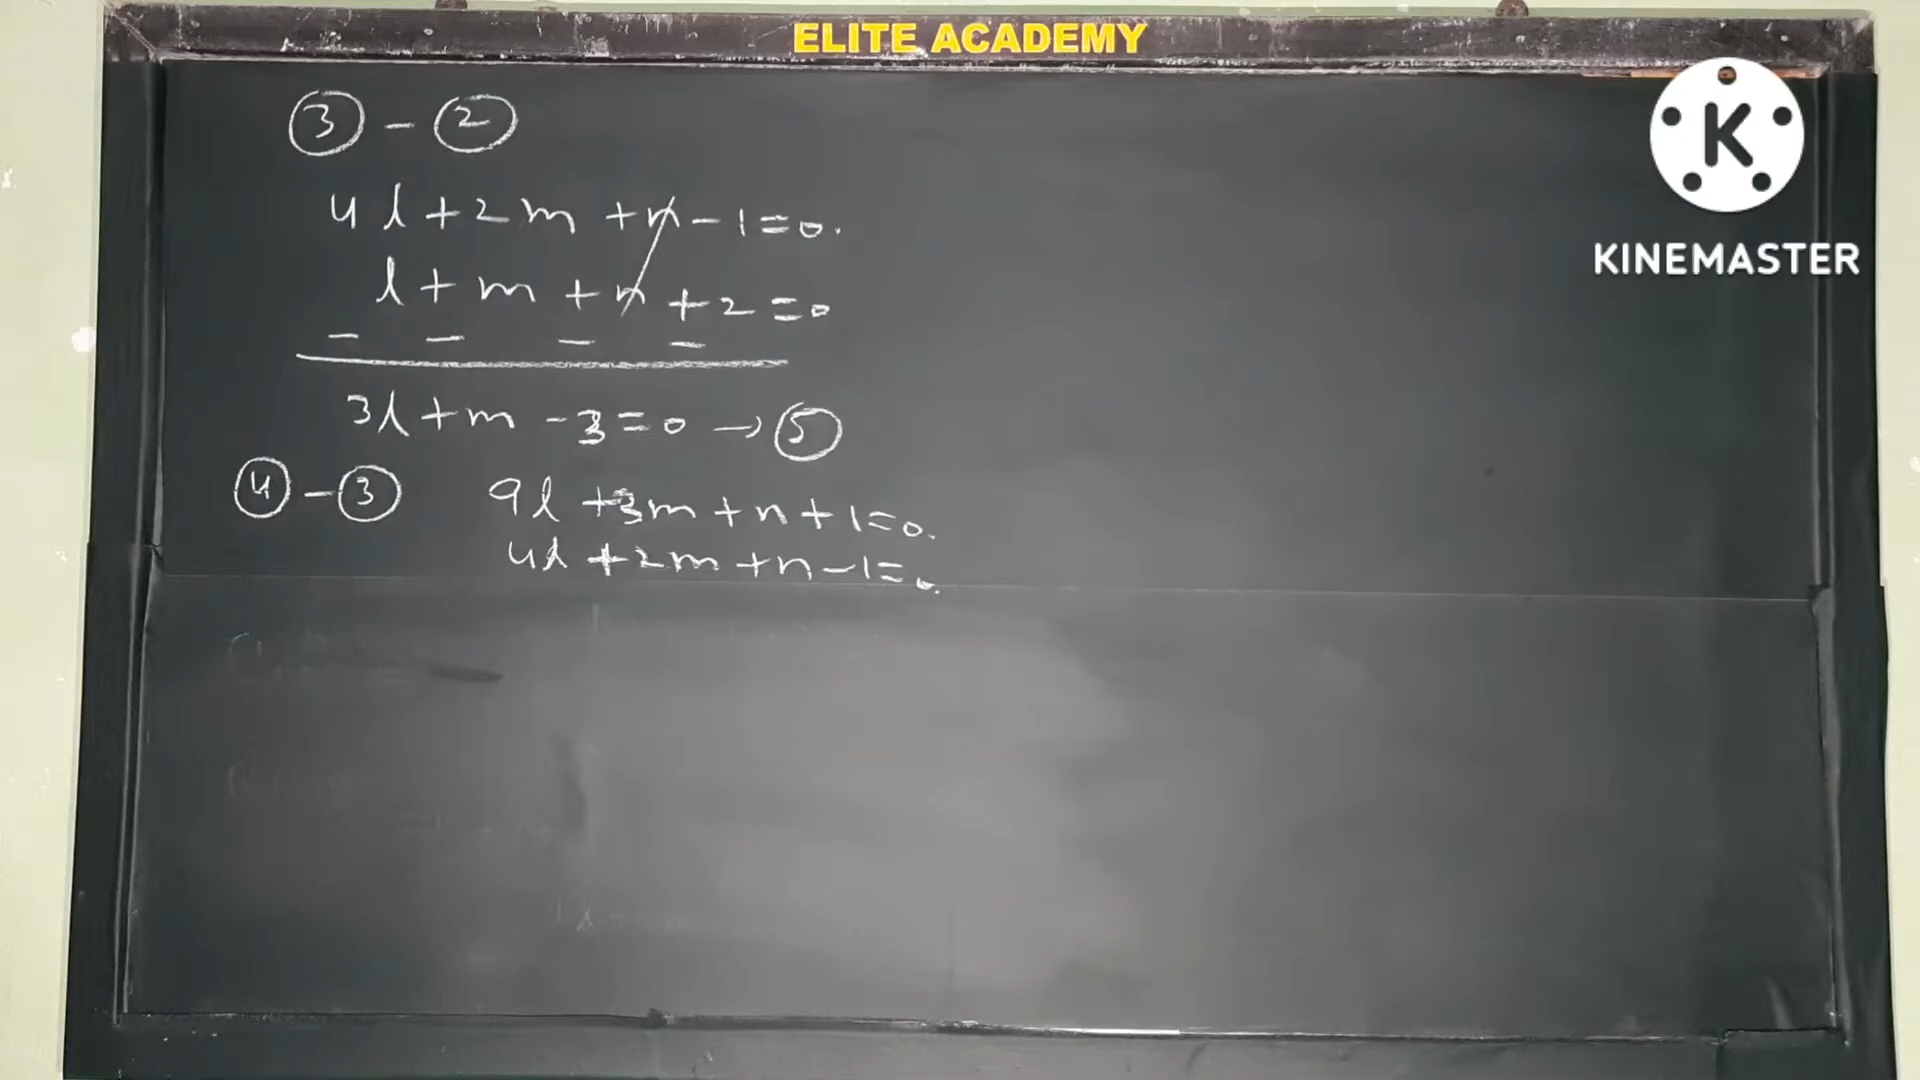 ELITE ACADEMY
K
KINEMASTER
③ - ②
4l + 2m + n - 1 = 0.
l + m + n + 2 = 0
- - - -
3l + m - 3 = 0 → ⑤
④ - ③ 9l + 3m + n + 1 = 0.
4l + 2m + n - 1 = 0.